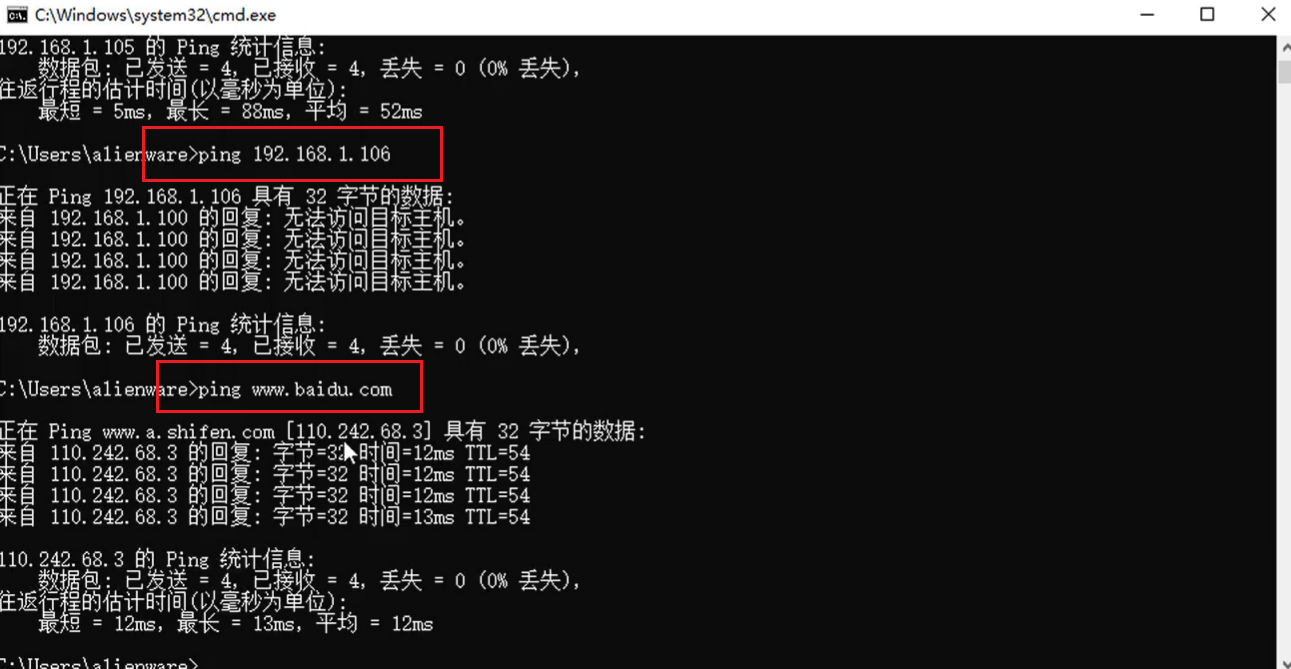 C:\Windows\system32\cmd.exe
192.168.1.105 的 Ping 统计信息:
数据包: 已发送 = 4, 已接收 = 4, 丢失 = 0 (0% 丢失),
往返行程的估计时间(以毫秒为单位):
最短 = 5ms, 最长 = 88ms, 平均 = 52ms
C:\Users\alienware>ping 192.168.1.106
正在 Ping 192.168.1.106 具有 32 字节的数据:
来自 192.168.1.100 的回复: 无法访问目标主机。
来自 192.168.1.100 的回复: 无法访问目标主机。
来自 192.168.1.100 的回复: 无法访问目标主机。
来自 192.168.1.100 的回复: 无法访问目标主机。
192.168.1.106 的 Ping 统计信息:
数据包: 已发送 = 4, 已接收 = 4, 丢失 = 0 (0% 丢失),
C:\Users\alienware>ping www.baidu.com
正在 Ping www.a.shifen.com [110.242.68.3] 具有 32 字节的数据:
来自 110.242.68.3 的回复: 字节=32 时间=12ms TTL=54
来自 110.242.68.3 的回复: 字节=32 时间=12ms TTL=54
来自 110.242.68.3 的回复: 字节=32 时间=12ms TTL=54
来自 110.242.68.3 的回复: 字节=32 时间=13ms TTL=54
110.242.68.3 的 Ping 统计信息:
数据包: 已发送 = 4, 已接收 = 4, 丢失 = 0 (0% 丢失),
往返行程的估计时间(以毫秒为单位):
最短 = 12ms, 最长 = 13ms, 平均 = 12ms
C:\Users\alienware>